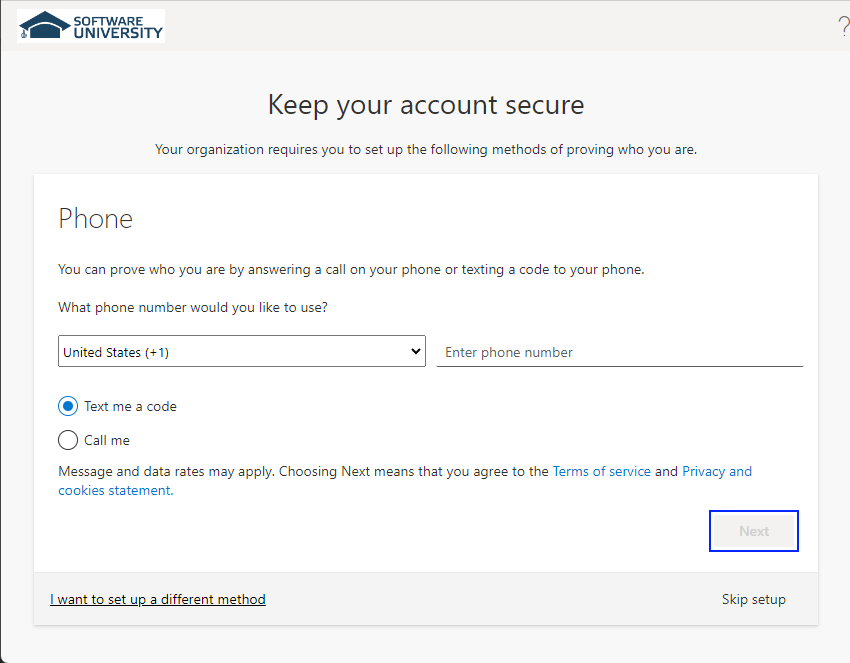 SOFTWARE
UNIVERSITY
?
Keep your account secure
Your organization requires you to set up the following methods of proving who you are.
Phone
You can prove who you are by answering a call on your phone or texting a code to your phone.
What phone number would you like to use?
United States (+1) Enter phone number
Text me a code
Call me
Message and data rates may apply. Choosing Next means that you agree to the Terms of service and Privacy and
cookies statement.
Next
I want to set up a different method Skip setup